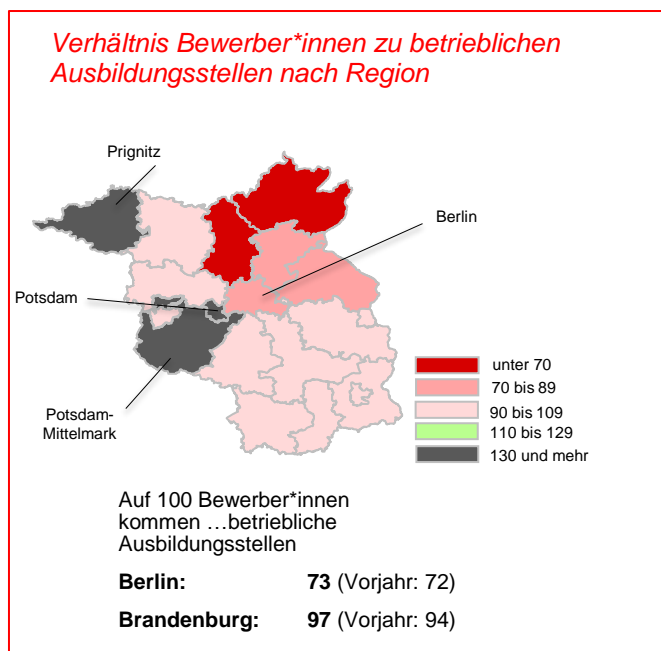 Verhältnis Bewerber*innen zu betrieblichen
Ausbildungsstellen nach Region
Prignitz
Berlin
Potsdam
Potsdam-
Mittelmark
unter 70
70 bis 89
90 bis 109
110 bis 129
130 und mehr
Auf 100 Bewerber*innen
kommen …betriebliche
Ausbildungsstellen
Berlin: 73 (Vorjahr: 72)
Brandenburg: 97 (Vorjahr: 94)